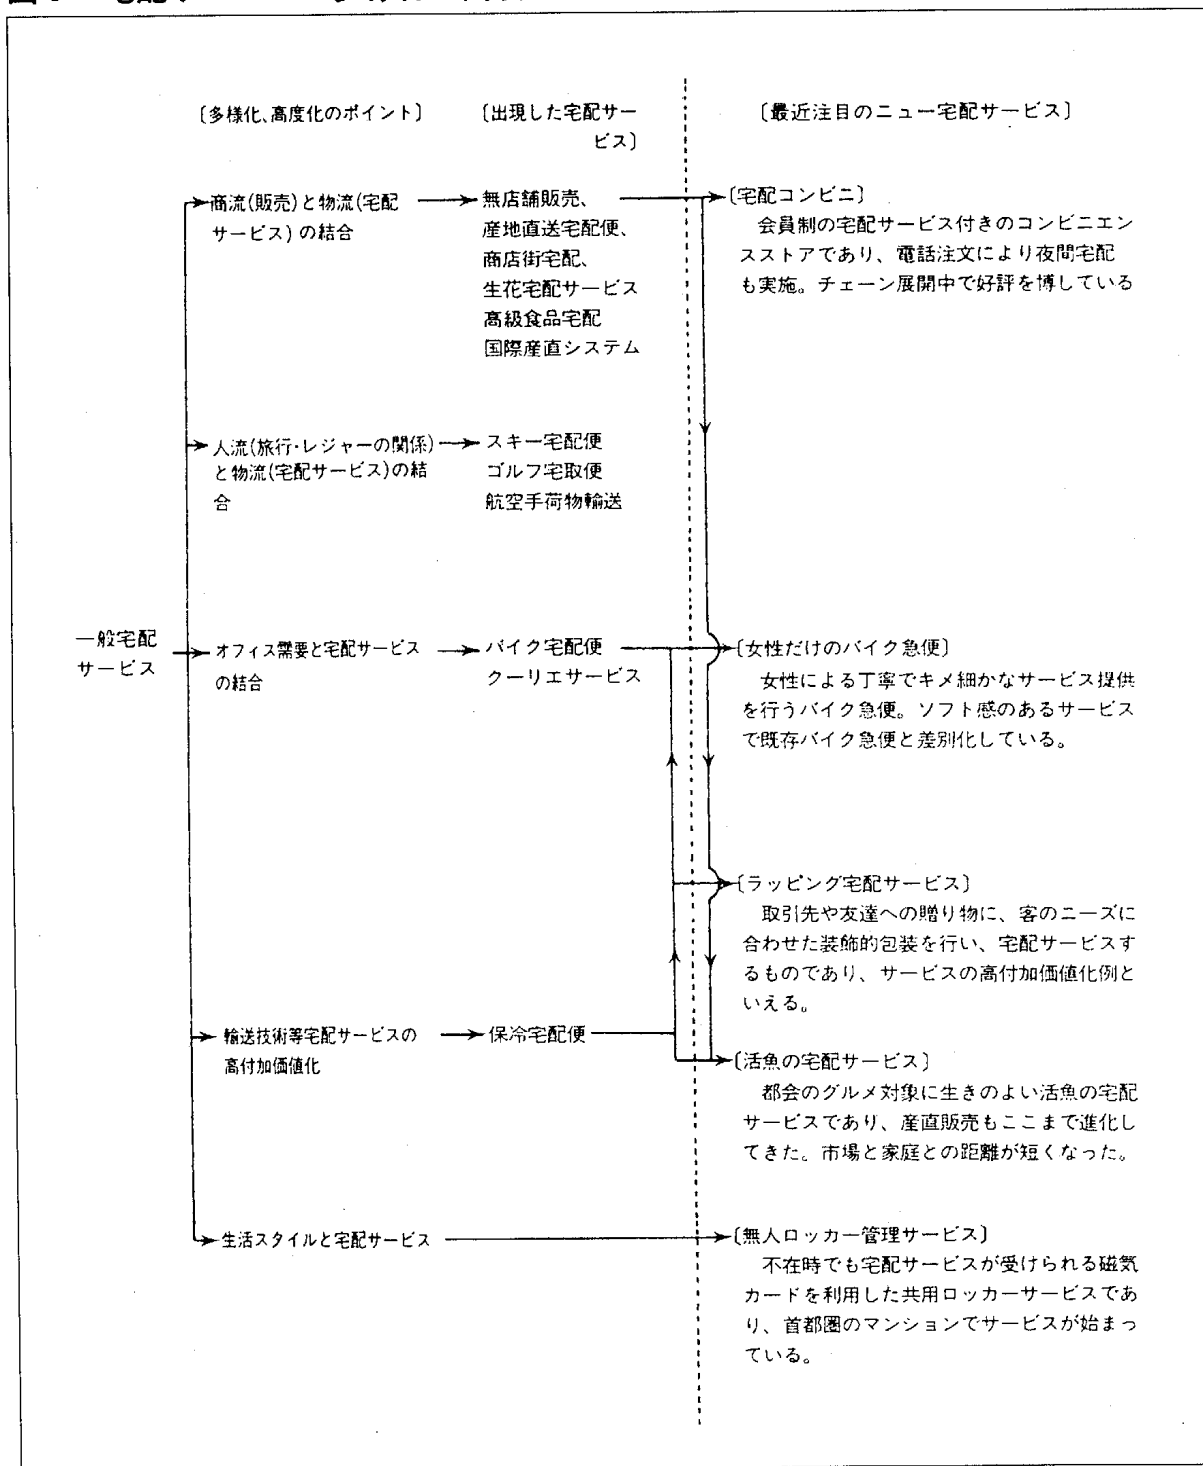 〔多様化、高度化のポイント〕
〔出現した宅配サー
ビス〕
〔最近注目のニュー宅配サービス〕
一般宅配
サービス
商流(販売)と物流(宅配
サービス)の結合
無店舗販売、
産地直送宅配便、
商店街宅配、
生花宅配サービス
高級食品宅配
国際産直システム
〔宅配コンビニ〕
会員制の宅配サービス付きのコンビニエン
スストアであり、電話注文により夜間宅配
も実施。チェーン展開中で好評を博している
人流(旅行・レジャーの関係)
と物流(宅配サービス)の結
合
スキー宅配便
ゴルフ宅取便
航空手荷物輸送
オフィス需要と宅配サービス
の結合
バイク宅配便
クーリエサービス
〔女性だけのバイク急便〕
女性による丁寧でキメ細かなサービス提供
を行うバイク急便。ソフト感のあるサービス
で既存バイク急便と差別化している。
〔ラッピング宅配サービス〕
取引先や友達への贈り物に、客のニーズに
合わせた装飾的包装を行い、宅配サービスす
るものであり、サービスの高付加価値化例と
いえる。
輸送技術等宅配サービスの
高付加価値化
保冷宅配便
〔活魚の宅配サービス〕
都会のグルメ対象に生きのよい活魚の宅配
サービスであり、産直販売もここまで進化し
てきた。市場と家庭との距離が短くなった。
生活スタイルと宅配サービス
〔無人ロッカー管理サービス〕
不在時でも宅配サービスが受けられる磁気
カードを利用した共用ロッカーサービスであ
り、首都圏のマンションでサービスが始まっ
ている。